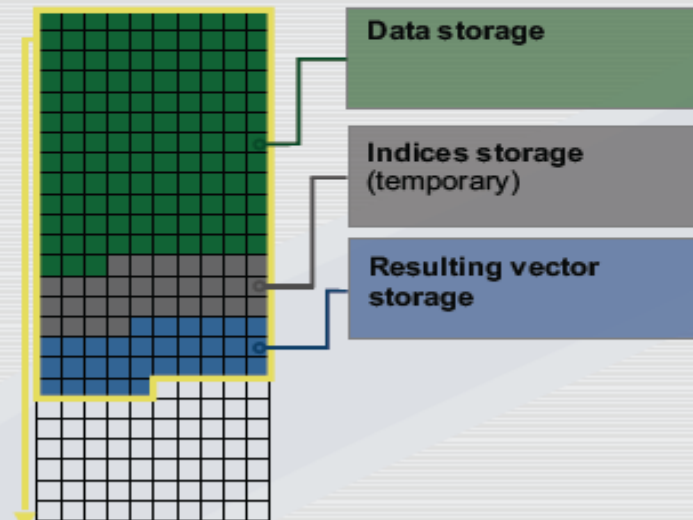 Data storage
Indices storage
(temporary)
Resulting vector
storage